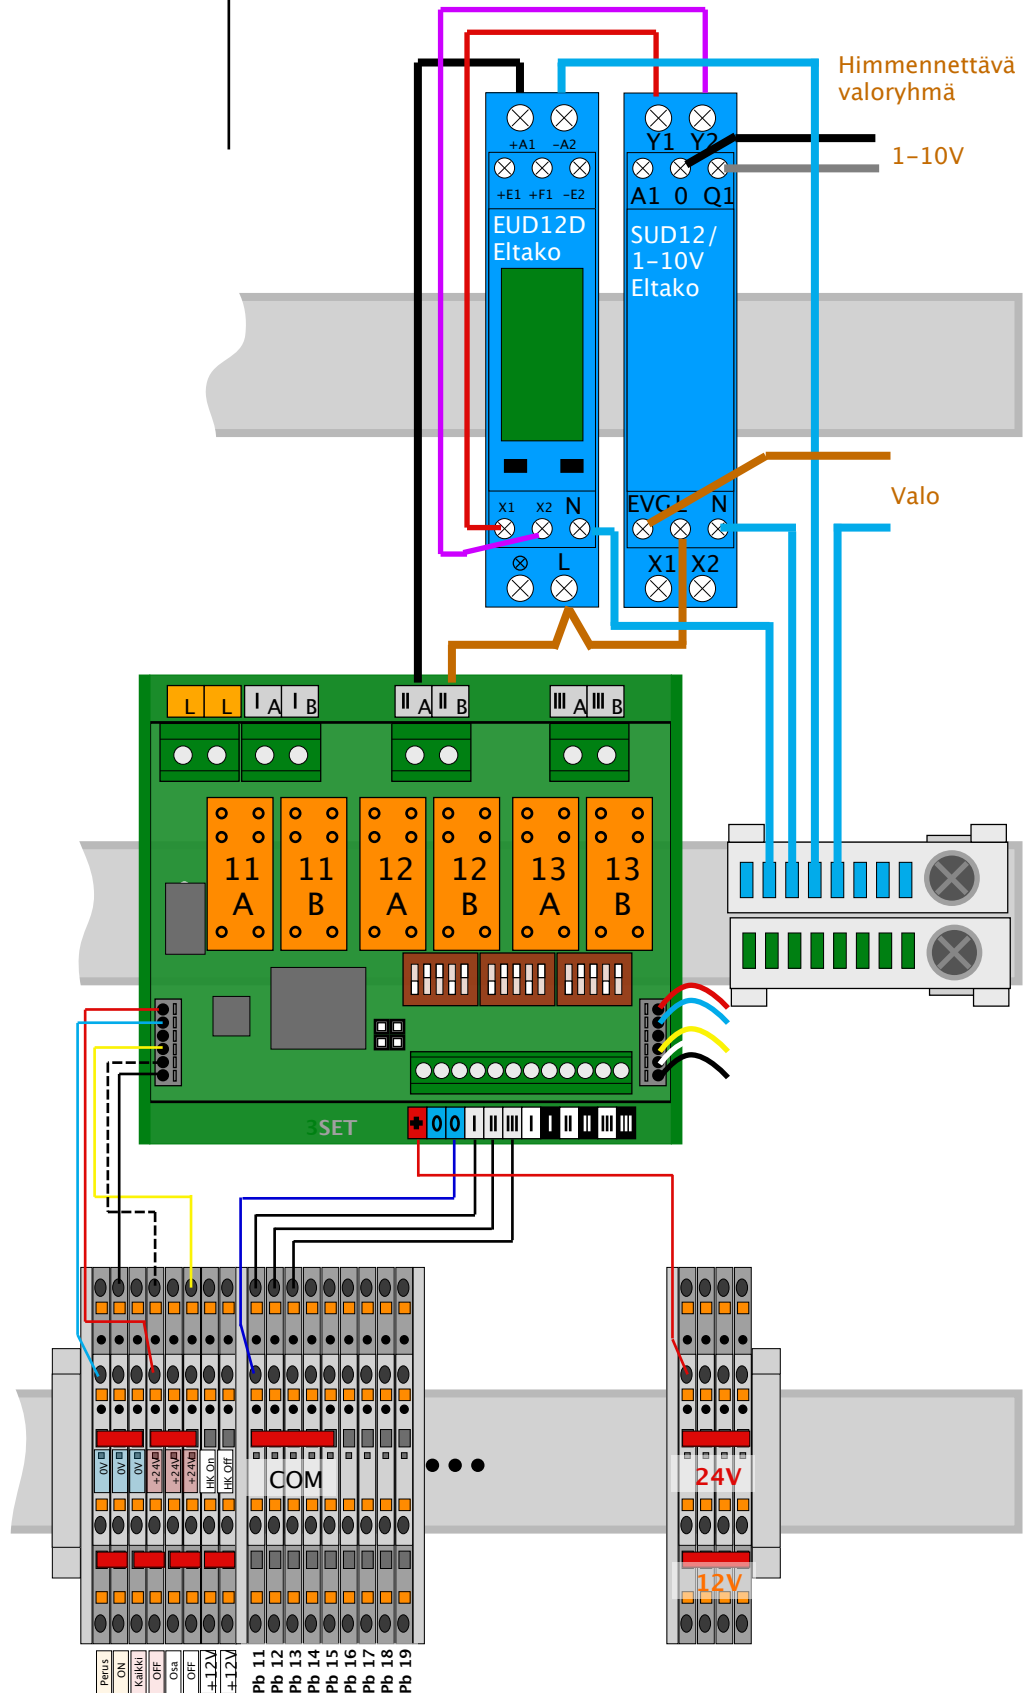 Himmennettävä
valoryhmä
+A1 -A2
Y1 Y2
1-10V
+E1 +F1 -E2
A1 0 Q1
EUD12D
Eltako
SUD12/
1-10V
Eltako
Valo
X1 X2 N
EVG L N
L
X1 X2
L L I A I B
II A II B
III A III B
11 11 12 12 13 13
A B A B A B
3SET
+ 0 0 I II III I I II II III III
0V 0V 0V +24V +24V +24V HK On HK Off
COM
24V
12V
Perus ON Kaikki OFF Osa OFF +12V +12V
Pb 11 Pb 12 Pb 13 Pb 14 Pb 15 Pb 16 Pb 17 Pb 18 Pb 19